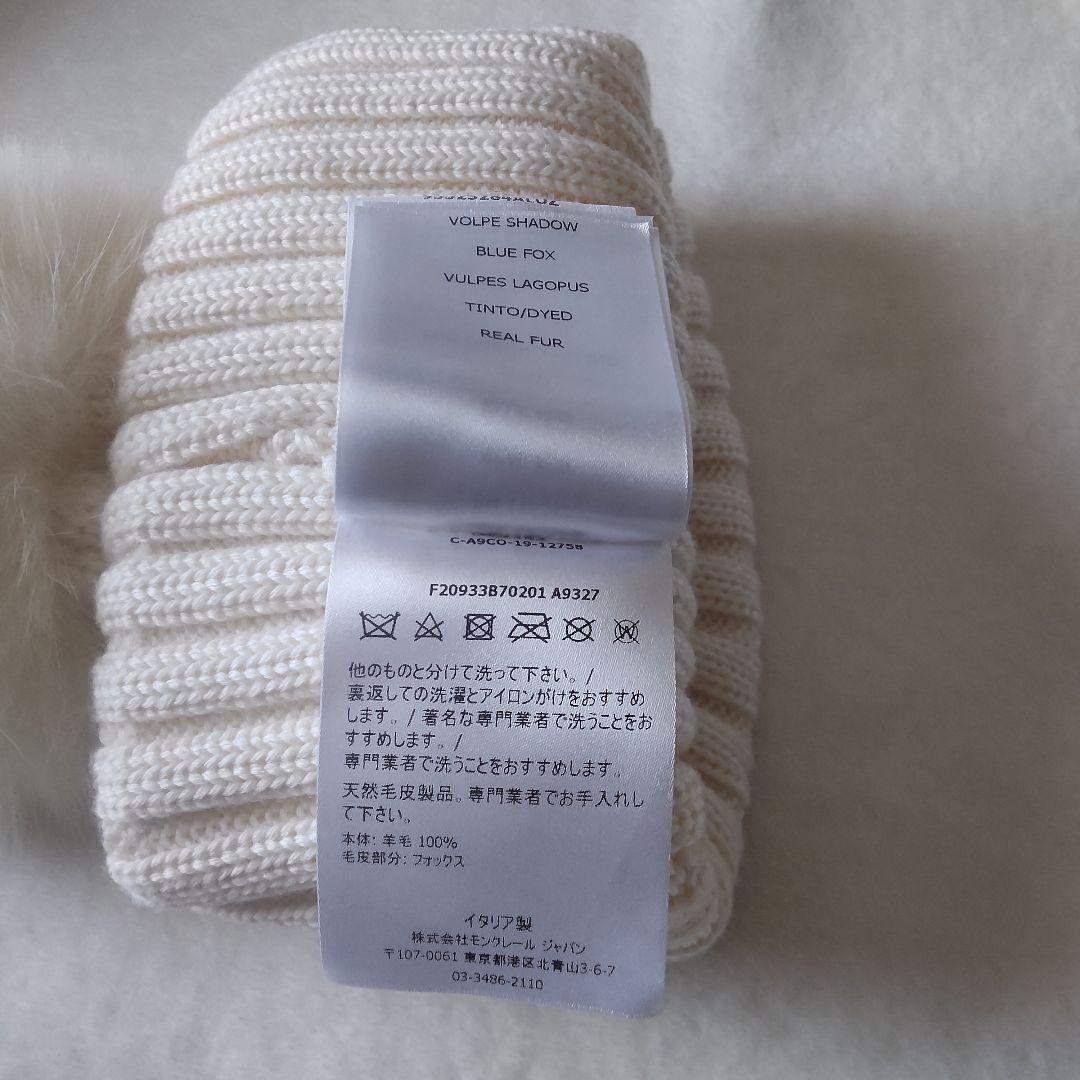 VOLPE SHADOW
BLUE FOX
VULPES LAGOPUS
TINTO/DYED
REAL FUR
C-A9CO-19-12758
F20933B70201 A9327
他のものと分けて洗って下さい。/
裏返しての洗濯とアイロンがけをおすすめ
します。/ 著名な専門業者で洗うことをお
すすめします。/
専門業者で洗うことをおすすめします。
天然毛皮製品。専門業者でお手入れし
て下さい。
本体: 羊毛 100%
毛皮部分: フォックス
イタリア製
株式会社モンクレール ジャパン
〒107-0061 東京都港区北青山3-6-7
03-3486-2110